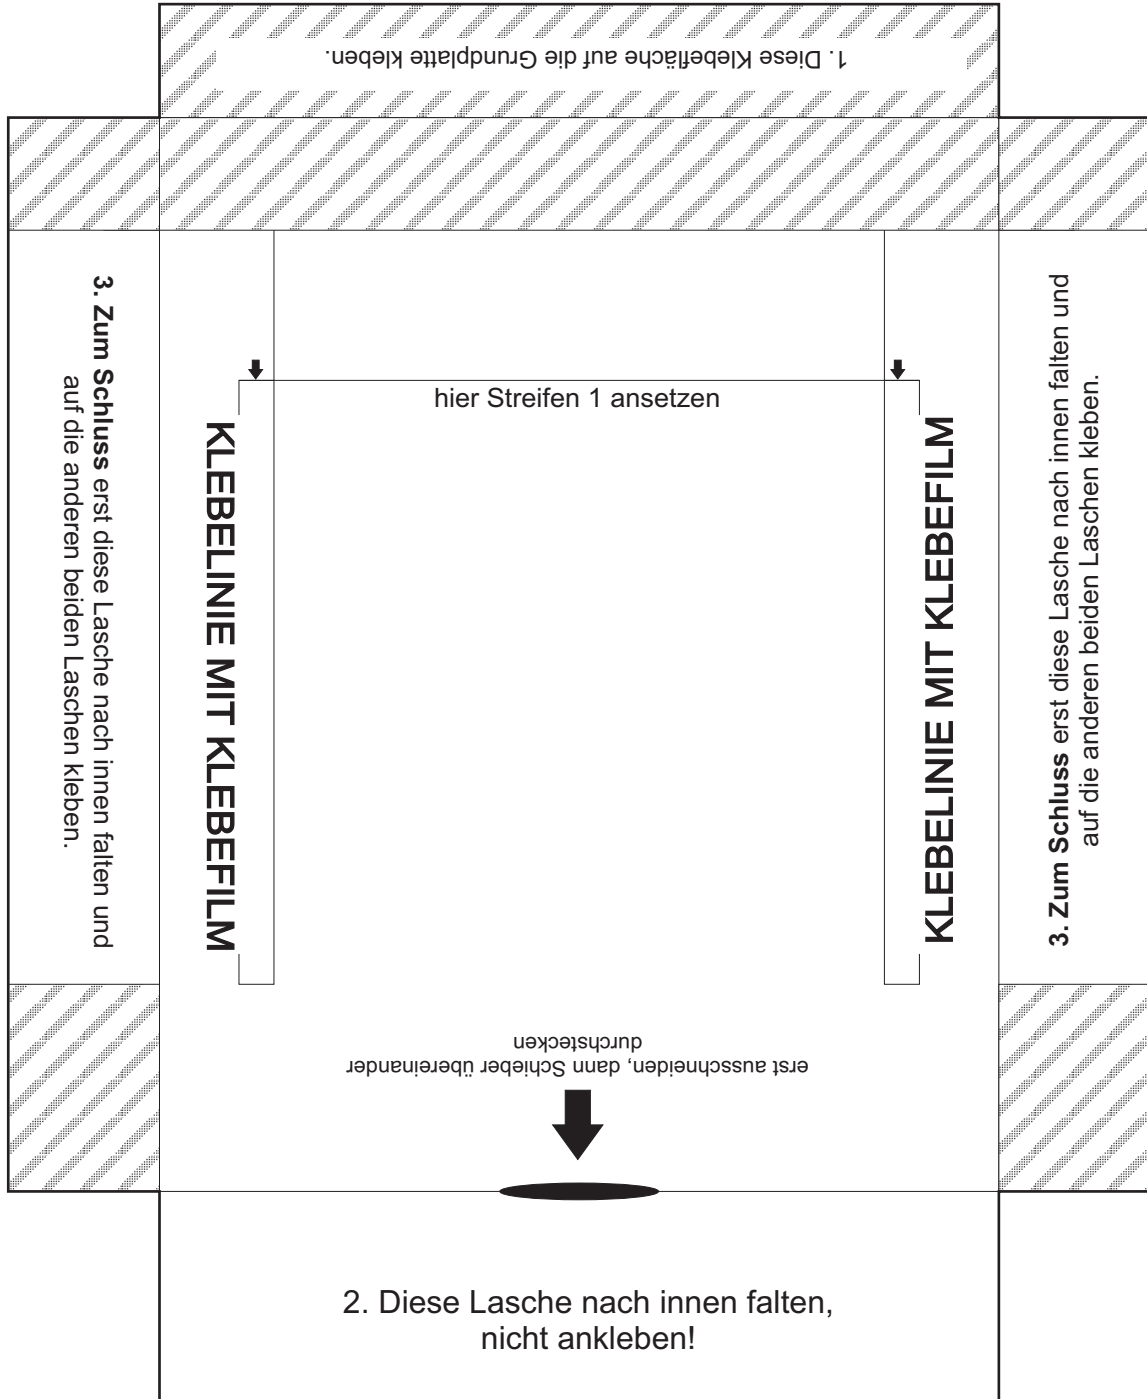 1. Diese Klebefläche auf die Grundplatte kleben.
3. Zum Schluss erst diese Lasche nach innen falten und
auf die anderen beiden Laschen kleben.
KLEBELINIE MIT KLEBEFILM
hier Streifen 1 ansetzen
KLEBELINIE MIT KLEBEFILM
3. Zum Schluss erst diese Lasche nach innen falten und
auf die anderen beiden Laschen kleben.
erst ausschneiden, dann Schieber übereinander
durchstecken
2. Diese Lasche nach innen falten,
nicht ankleben!